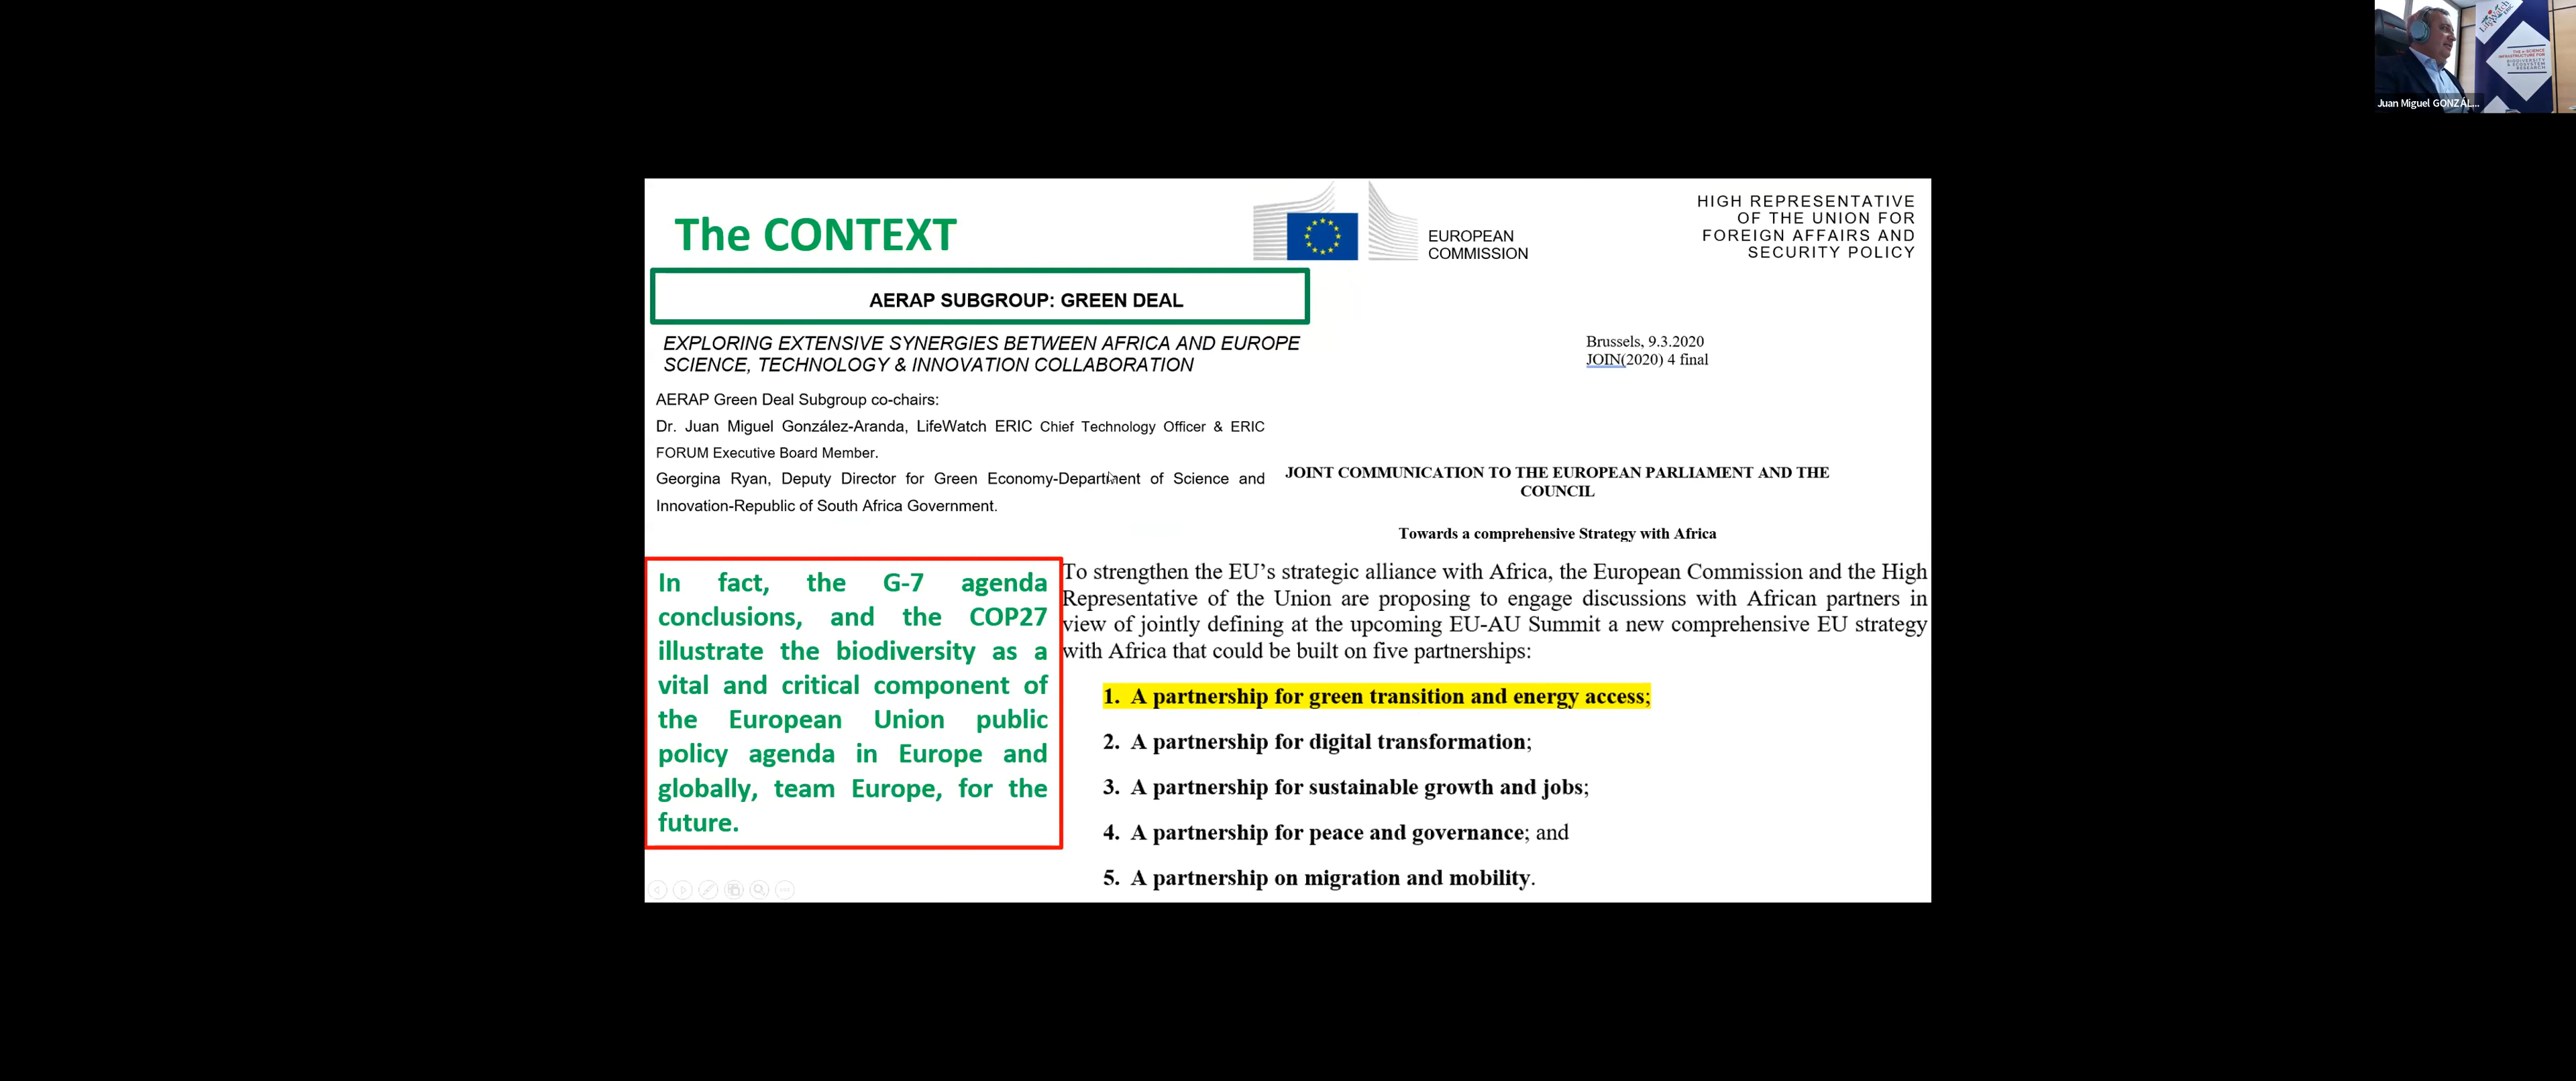 The CONTEXT
EUROPEAN
COMMISSION
HIGH REPRESENTATIVE
OF THE UNION FOR
FOREIGN AFFAIRS AND
SECURITY POLICY
AERAP SUBGROUP: GREEN DEAL
EXPLORING EXTENSIVE SYNERGIES BETWEEN AFRICA AND EUROPE
SCIENCE, TECHNOLOGY & INNOVATION COLLABORATION
AERAP Green Deal Subgroup co-chairs:
Dr. Juan Miguel González-Aranda, LifeWatch ERIC Chief Technology Officer & ERIC
FORUM Executive Board Member.
Georgina Ryan, Deputy Director for Green Economy-Department of Science and
Innovation-Republic of South Africa Government.
Brussels, 9.3.2020
JOIN(2020) 4 final
JOINT COMMUNICATION TO THE EUROPEAN PARLIAMENT AND THE
COUNCIL
Towards a comprehensive Strategy with Africa
In fact, the G-7 agenda
conclusions, and the COP27
illustrate the biodiversity as a
vital and critical component of
the European Union public
policy agenda in Europe and
globally, team Europe, for the
future.
To strengthen the EU’s strategic alliance with Africa, the European Commission and the High
Representative of the Union are proposing to engage discussions with African partners in
view of jointly defining at the upcoming EU-AU Summit a new comprehensive EU strategy
with Africa that could be built on five partnerships:
1. A partnership for green transition and energy access;
2. A partnership for digital transformation;
3. A partnership for sustainable growth and jobs;
4. A partnership for peace and governance; and
5. A partnership on migration and mobility.
LifeWatch
ERIC
THE e-SCIENCE
INFRASTRUCTURE FOR
BIODIVERSITY
& ECOSYSTEM
RESEARCH
Juan Miguel GONZÁL...